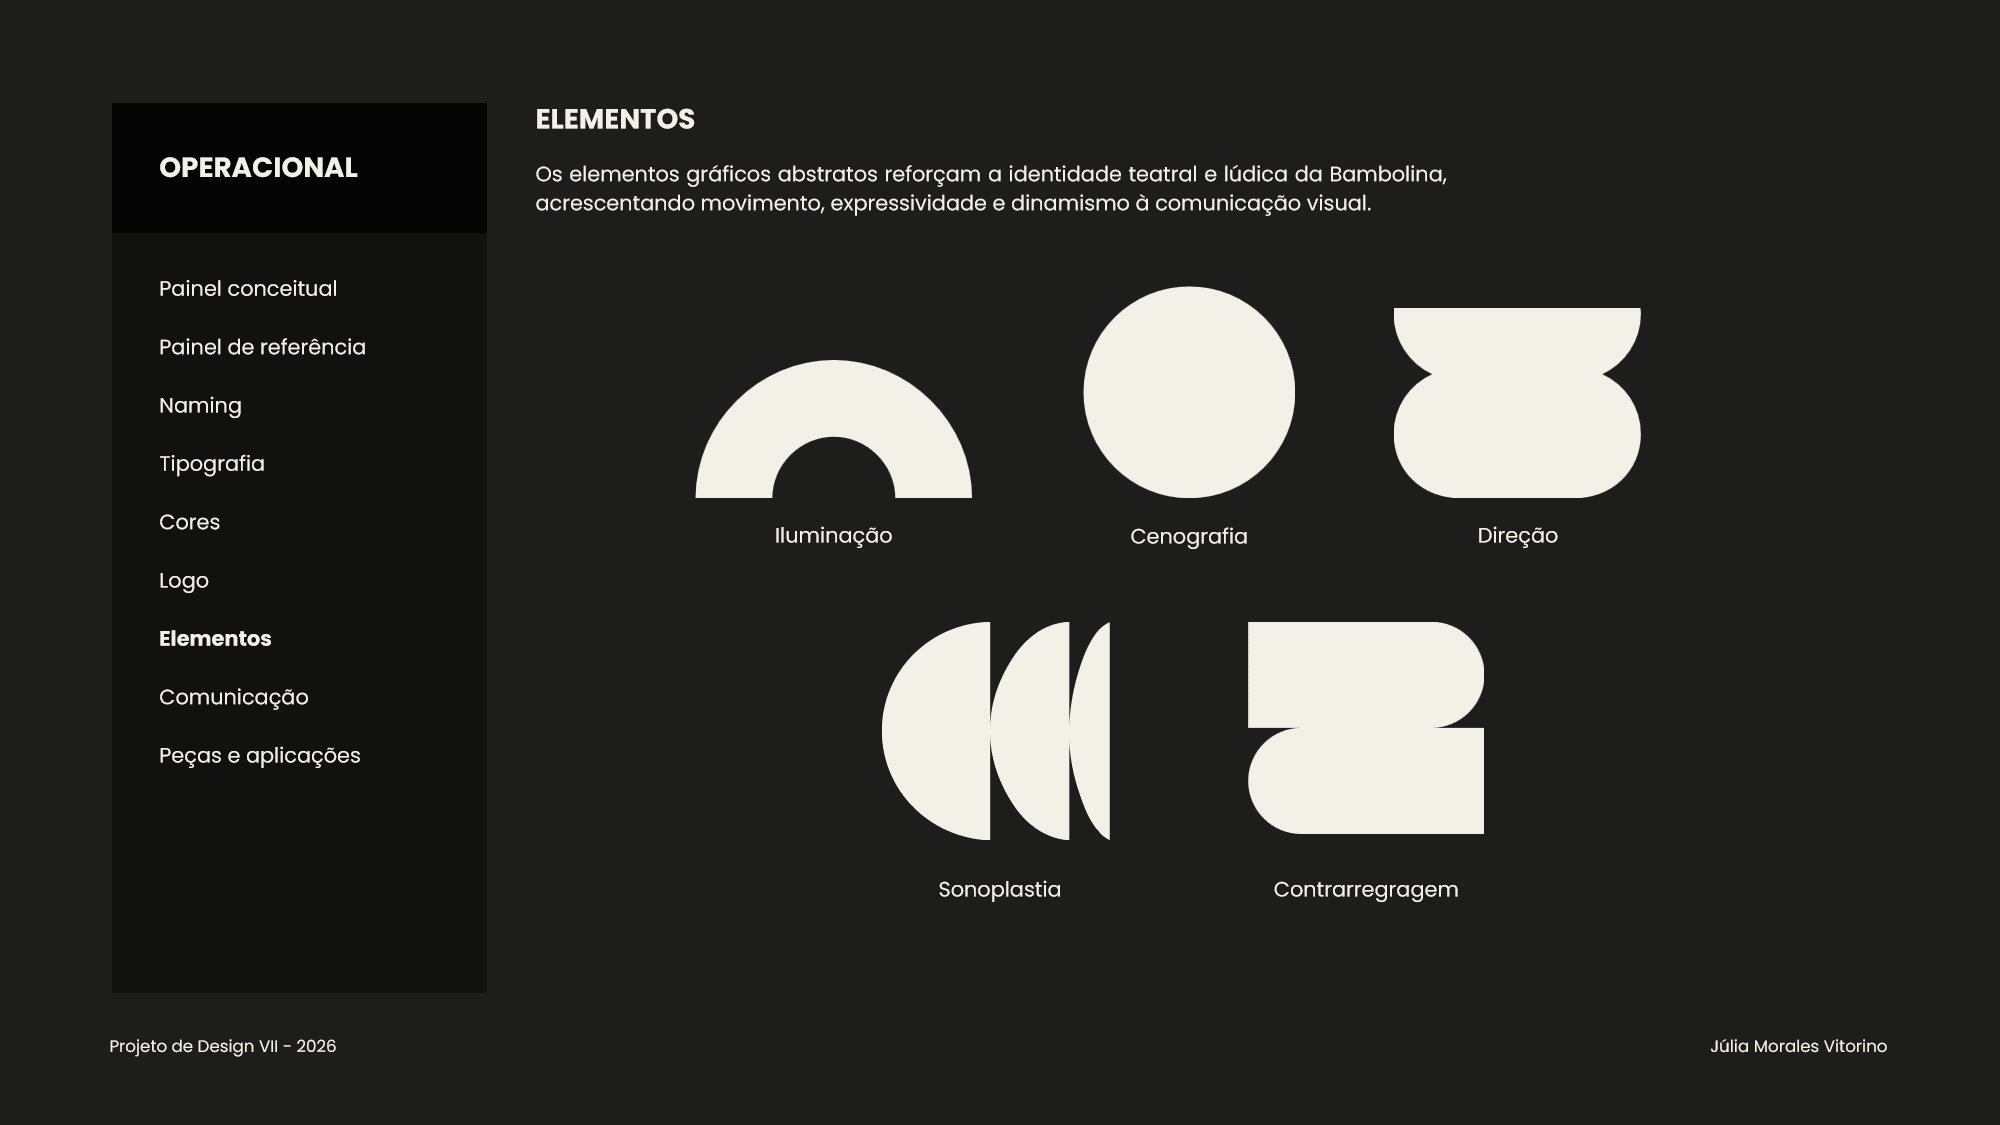 OPERACIONAL
Painel conceitual
Painel de referência
Naming
Tipografia
Cores
Logo
Elementos
Comunicação
Peças e aplicações
ELEMENTOS
Os elementos gráficos abstratos reforçam a identidade teatral e lúdica da Bambolina,
acrescentando movimento, expressividade e dinamismo à comunicação visual.
Iluminação
Cenografia
Direção
Sonoplastia
Contrarregragem
Projeto de Design VII - 2026
Júlia Morales Vitorino